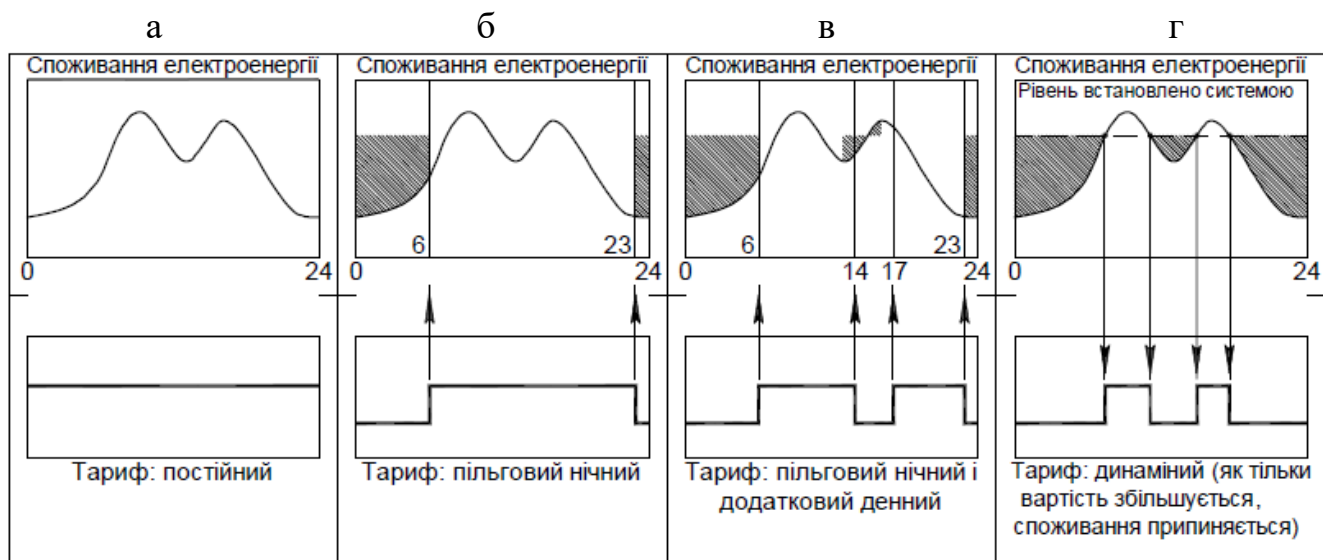 а
Споживання електроенергії
0 24
Тариф: постійний
б
Споживання електроенергії
6 23
0 24
Тариф: пільговий нічний
в
Споживання електроенергії
6 23
0 14 17 24
Тариф: пільговий нічний і
додатковий денний
г
Споживання електроенергії
Рівень встановлено системою
0 24
Тариф: динаміний (як тільки
вартість збільшується,
споживання припиняється)